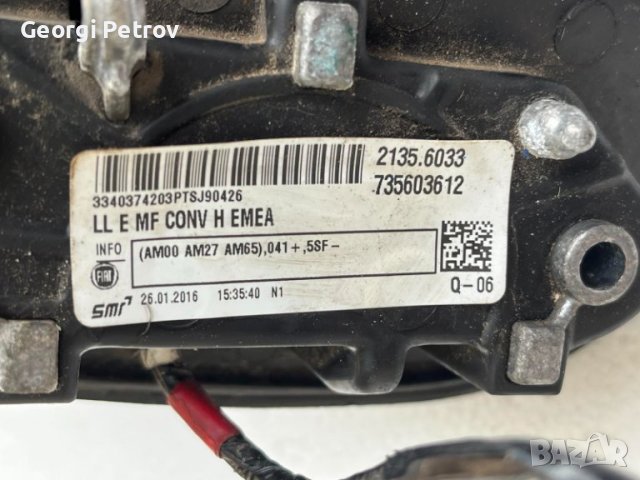 Georgi Petrov
2135.6033
735603612
3340374203PTSJ90426
LL E MF CONV H EMEA
INFO
(AM00 AM27 AM65),041+,5SF-
FIAT
smr
26.01.2016 15:35:40 N1
Q-06
BAZAR.BG